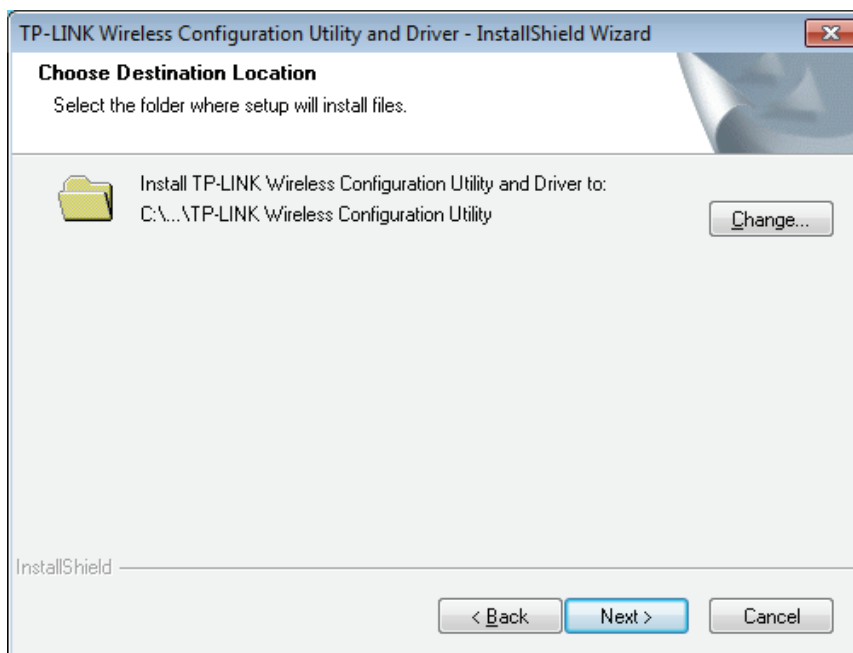 TP-LINK Wireless Configuration Utility and Driver - InstallShield Wizard
Choose Destination Location
Select the folder where setup will install files.
Install TP-LINK Wireless Configuration Utility and Driver to:
C:\...\TP-LINK Wireless Configuration Utility
Change...
InstallShield
< Back
Next >
Cancel